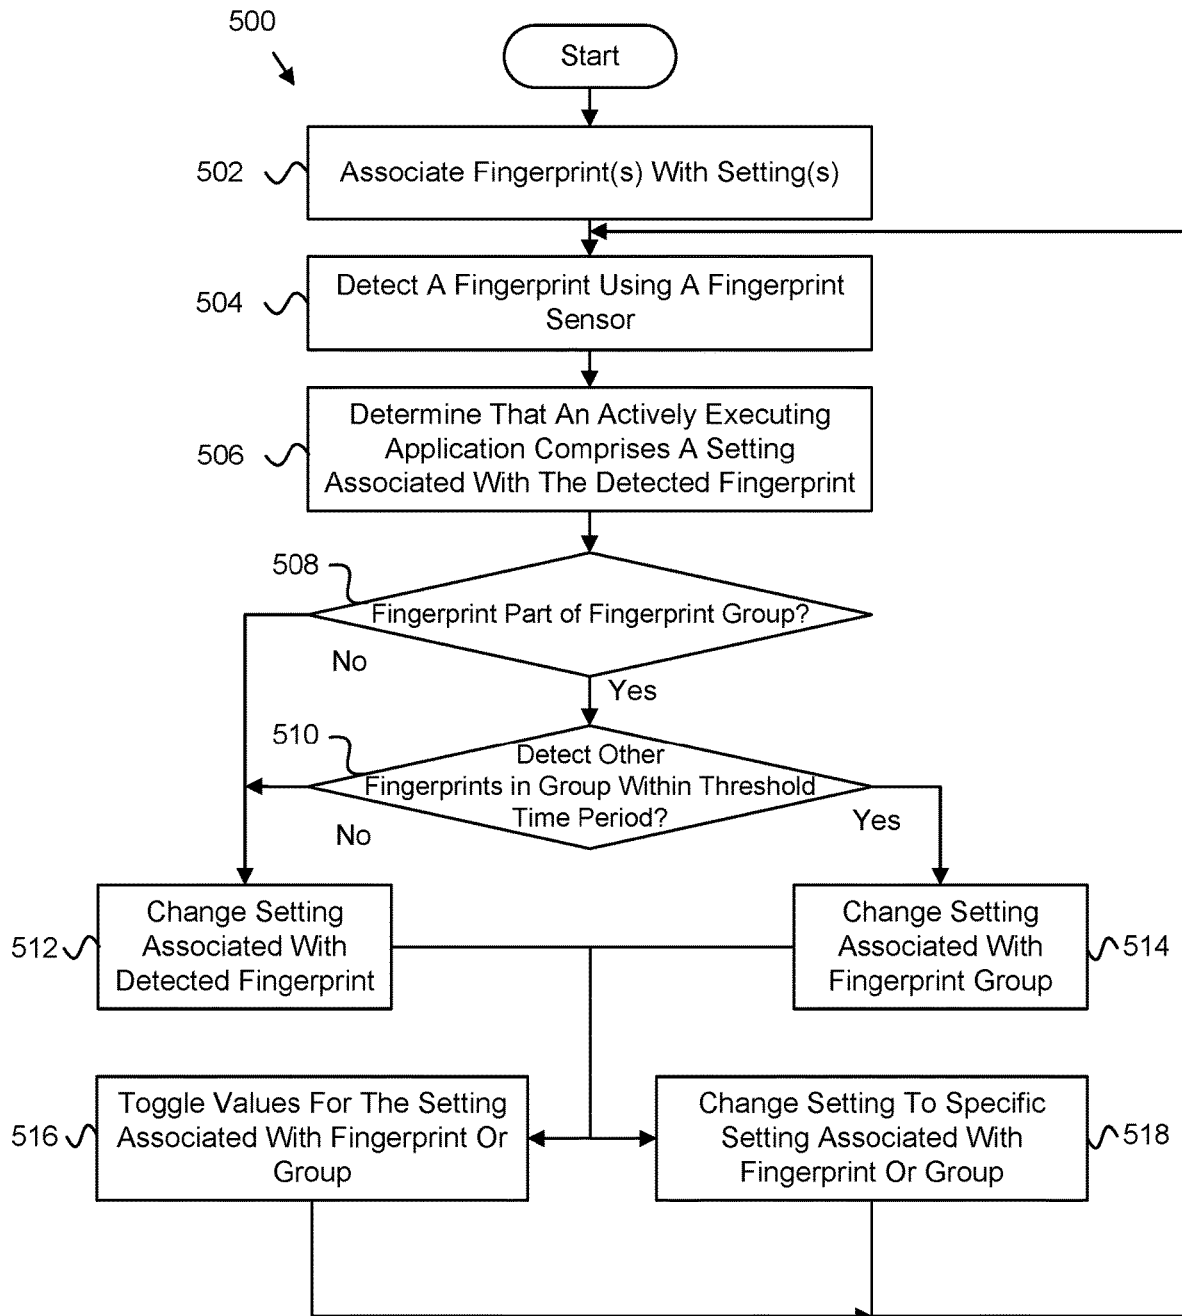 500
Start
502
Associate Fingerprint(s) With Setting(s)
504
Detect A Fingerprint Using A Fingerprint
Sensor
506
Determine That An Actively Executing
Application Comprises A Setting
Associated With The Detected Fingerprint
508
Fingerprint Part of Fingerprint Group?
No
Yes
510
Detect Other
Fingerprints in Group Within Threshold
Time Period?
No
Yes
512
Change Setting
Associated With
Detected Fingerprint
Change Setting
Associated With
Fingerprint Group
514
516
Toggle Values For The Setting
Associated With Fingerprint Or
Group
Change Setting To Specific
Setting Associated With
Fingerprint Or Group
518